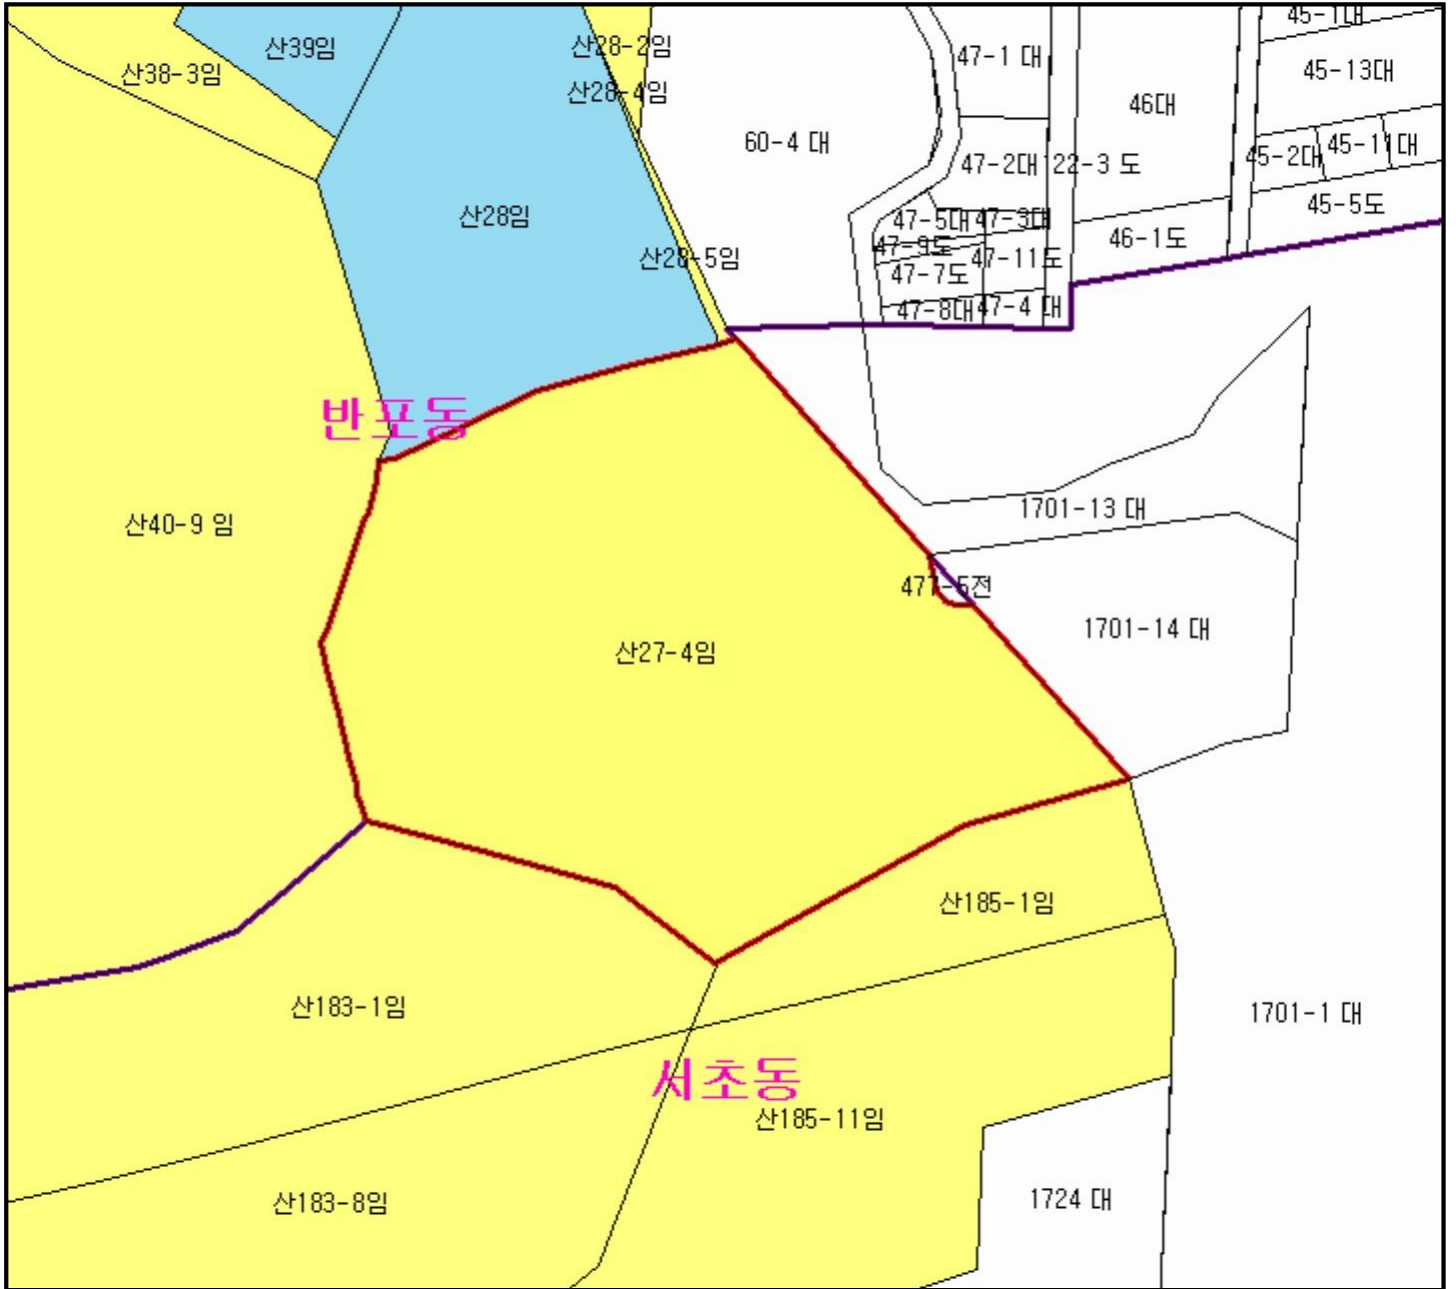 산39임
산28-2임
45-1대
산38-3임
47-1 대
45-13대
산28-4임
46대
60-4 대
47-2대
122-3 도
45-2대
45-11대
산28임
47-5대
47-3대
45-5도
47-9도
46-1도
산28-5임
47-11도
47-7도
47-8대
47-4 대
반포동
1701-13 대
산40-9 임
477-5전
1701-14 대
산27-4임
산185-1임
산183-1임
1701-1 대
서초동
산185-11임
산183-8임
1724 대